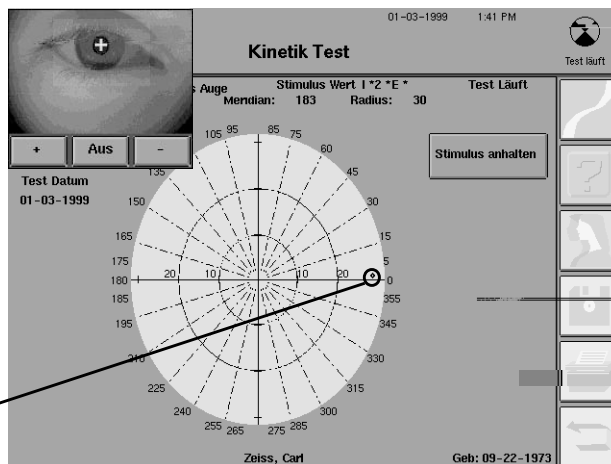 01-03-1999 1:41 PM
Kinetik Test
Test läuft
s Auge Stimulus Wert I *2 *E * Test Läuft
Meridian: 183 Radius: 30
+ Aus -
Stimulus anhalten
Test Datum
01-03-1999
105 95 85 75
60
135 45
150 30
165 15
175 5
180 20 10 10 20 0
185 355
195 345
210 330
225 315
240 300
255 265 275 285
Zeiss, Carl Geb: 09-22-1973